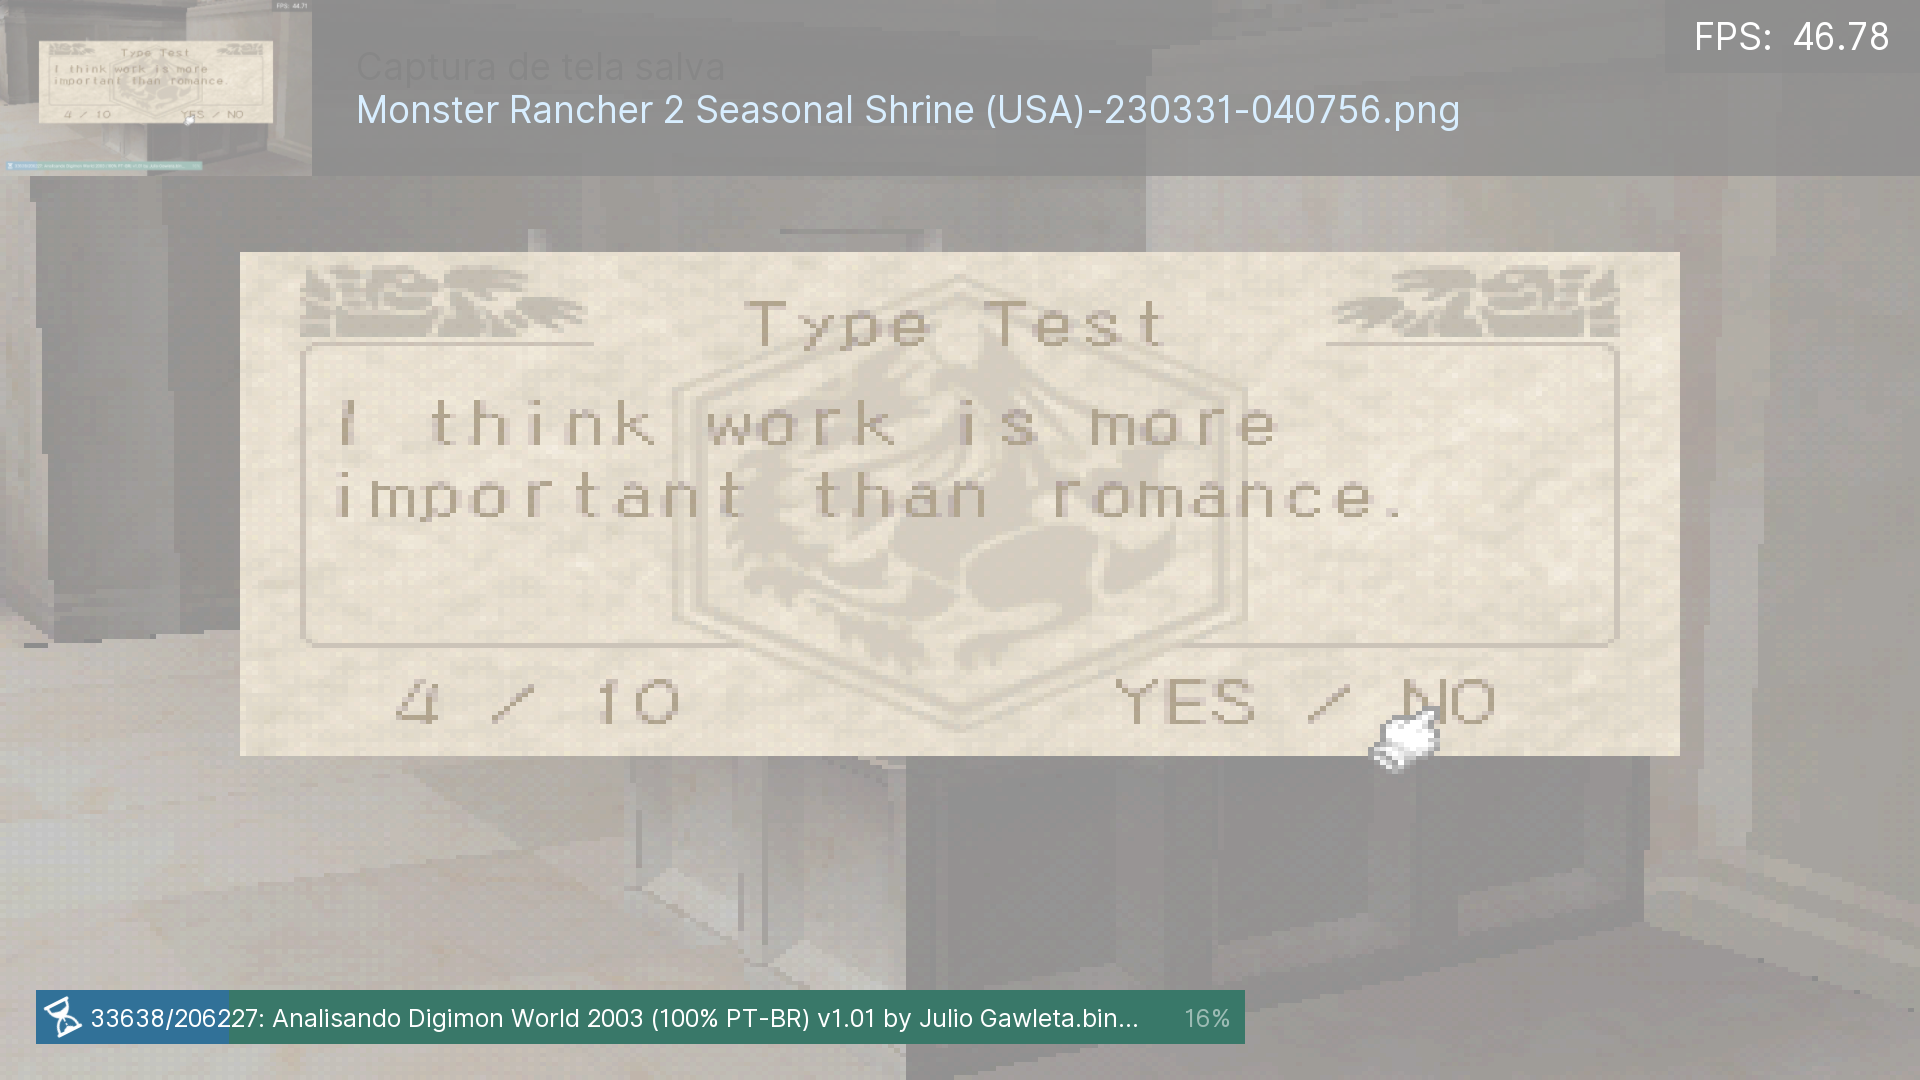 FPS: 46.78
Captura de tela salva
Monster Rancher 2 Seasonal Shrine (USA)-230331-040756.png
Type Test
I think work is more
important than romance.
4 / 10
YES / NO
Type Test
I think work is more
important than romance.
4 / 10 YES / NO
33638/206227: Analisando Digimon World 2003 (100% PT-BR) v1.01 by Julio Gawleta.bin... 16%